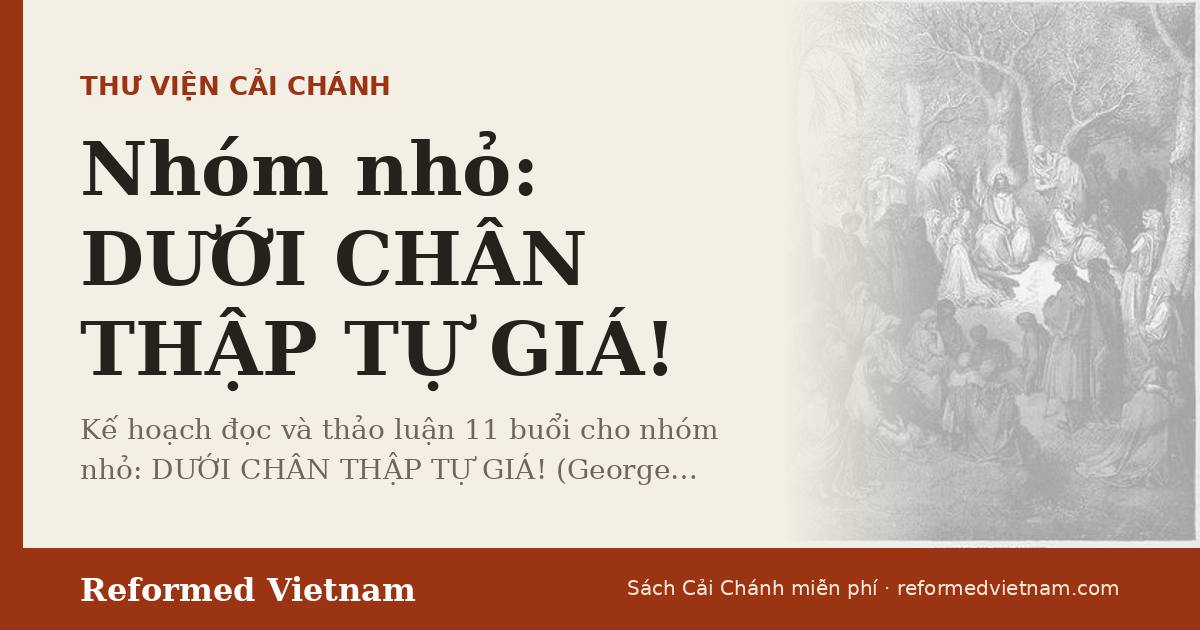 THƯ VIỆN CẢI CHÁNH
Nhóm nhỏ:
DƯỚI CHÂN
THẬP TỰ GIÁ!
Kế hoạch đọc và thảo luận 11 buổi cho nhóm
nhỏ: DƯỚI CHÂN THẬP TỰ GIÁ! (George...
Reformed Vietnam
Sách Cải Chánh miễn phí · reformedvietnam.com